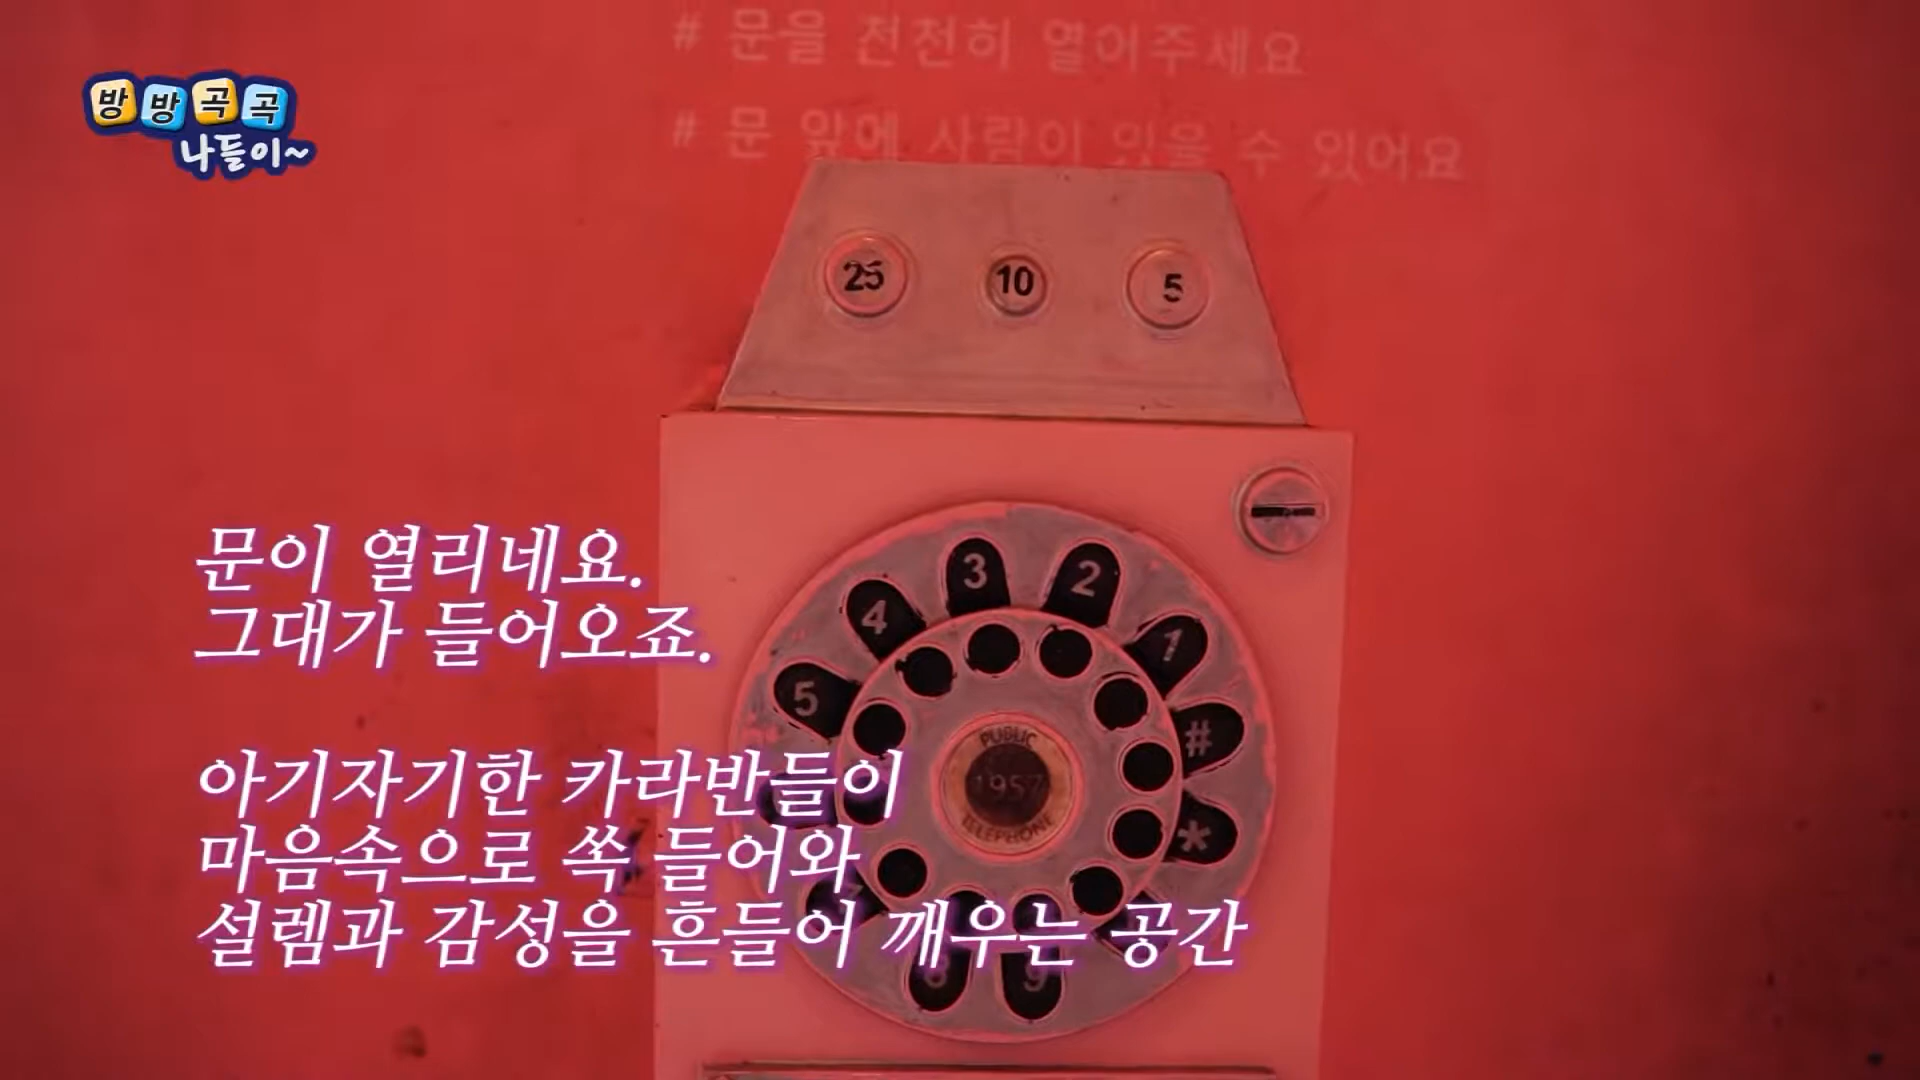 # 문을 천천히 열어주세요
# 문 앞에 사람이 있을 수 있어요
방방곡곡
나들이~
25 10 5
3 2
4 1
5 #
*
8 9
PUBLIC
1957
TELEPHONE
문이 열리네요.
그대가 들어오죠.
아기자기한 카라반들이
마음속으로 쏙 들어와
설렘과 감성을 흔들어 깨우는 공간